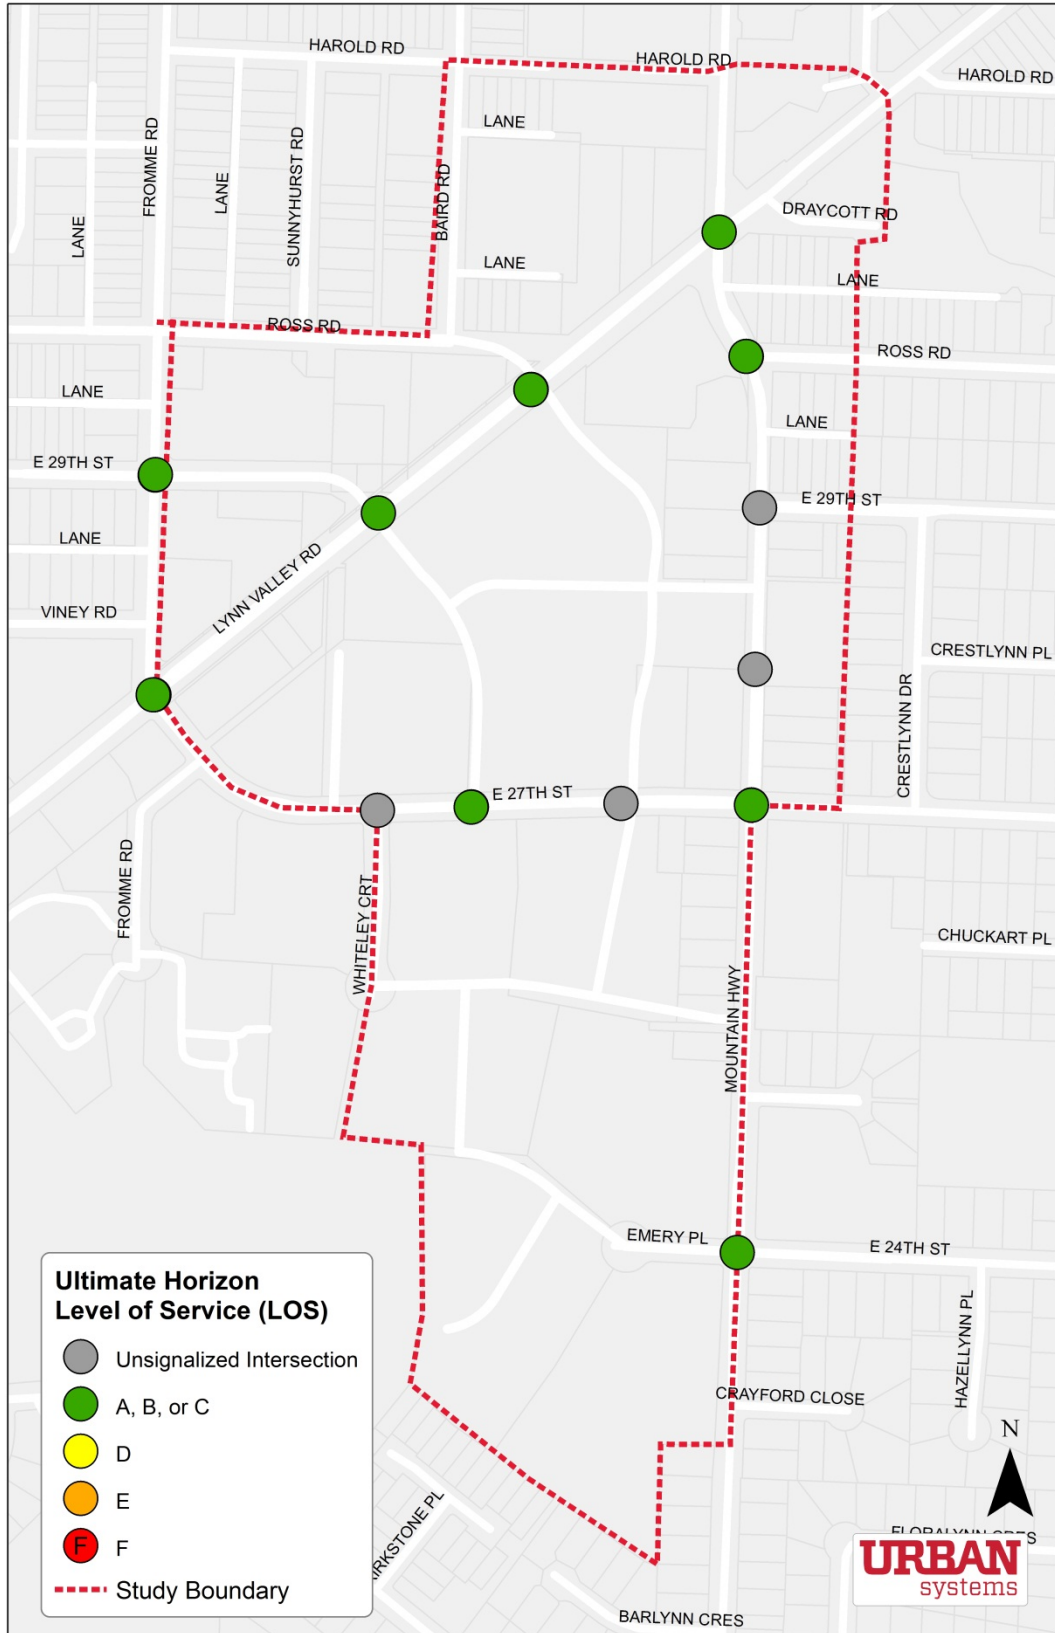 HAROLD RD
HAROLD RD
HAROLD RD
FROMME RD
LANE
SUNNYHURST RD
LANE
BAIRD RD
LANE
LANE
DRAYCOTT RD
LANE
ROSS RD
ROSS RD
LANE
LANE
E 29TH ST
E 29TH ST
LANE
VINEY RD
LYNN VALLEY RD
CRESTLYNN PL
CRESTLYNN DR
E 27TH ST
FROMME RD
WHITELEY CRT
CHUCKART PL
MOUNTAIN HWY
EMERY PL
E 24TH ST
HAZELLYNN PL
CRAYFORD CLOSE
N
FLORALYNN CRES
BARLYNN CRES
Ultimate Horizon
Level of Service (LOS)
Unsignalized Intersection
A, B, or C
D
E
F F
Study Boundary
URBAN
systems